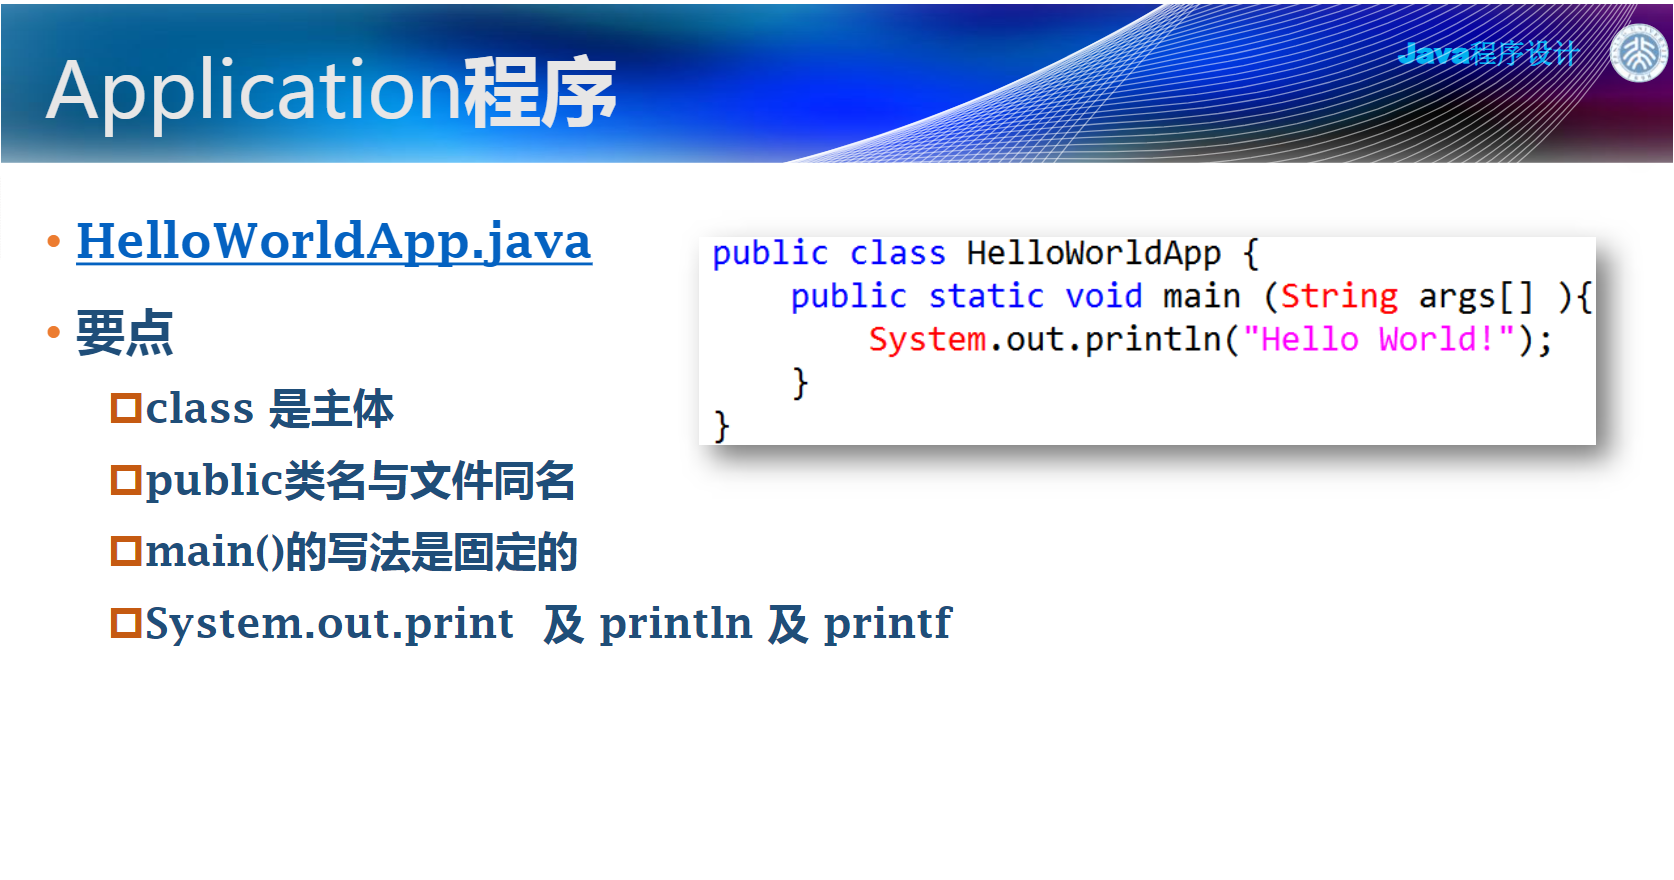 Application程序
Java程序设计
• HelloWorldApp.java
• 要点
class 是主体
public类名与文件同名
main()的写法是固定的
System.out.print 及 println 及 printf
public class HelloWorldApp {
    public static void main (String args[] ){
        System.out.println("Hello World!");
    }
}